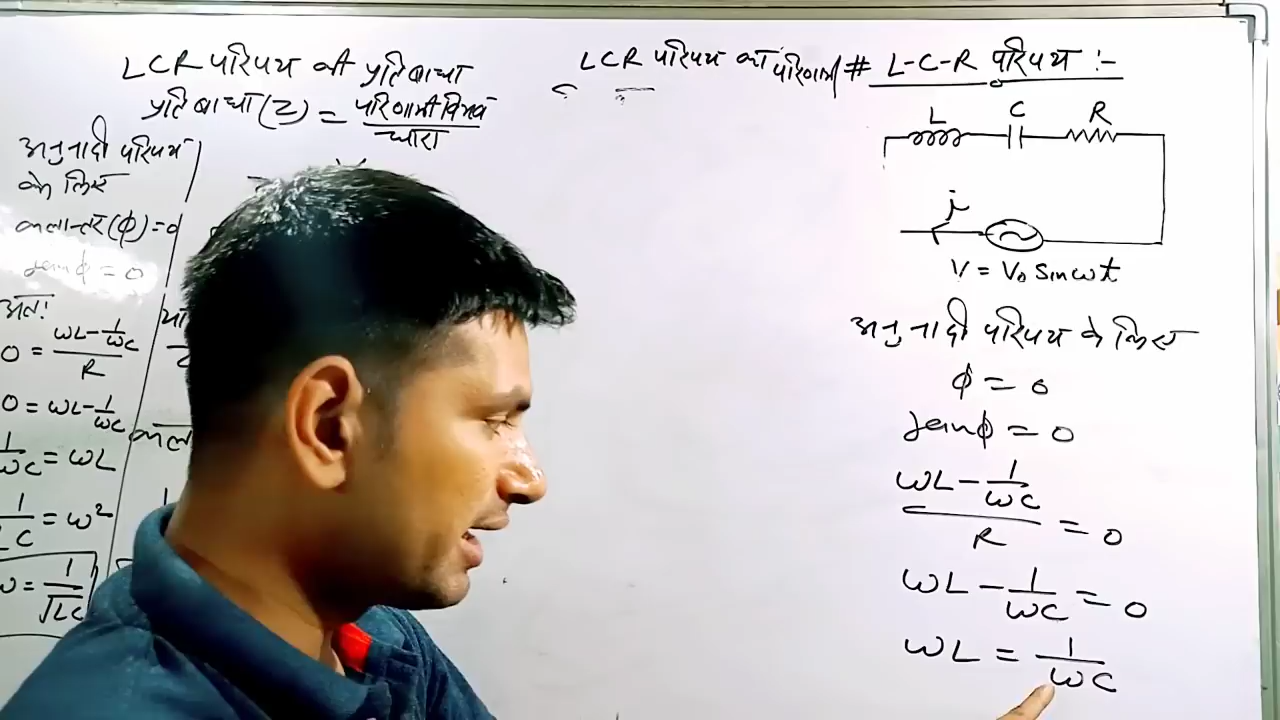 LCR परिपथ की प्रतिबाधा
प्रतिबाधा (Z) = परिणामी विभव / धारा
अनुनादी परिपथ
के लिए
कलान्तर (ϕ) = 0
tanϕ = 0
अतः
0 = (ωL - 1/ωC) / R
0 = ωL - 1/ωC
1/ωC = ωL
1/LC = ω²
ω = 1/√LC
LCR परिपथ का परिणामी
# L-C-R परिपथ :-
L C R
i
V = V₀ sinωt
अनुनादी परिपथ के लिए
ϕ = 0
tanϕ = 0
(ωL - 1/ωC) / R = 0
ωL - 1/ωC = 0
ωL = 1/ωC